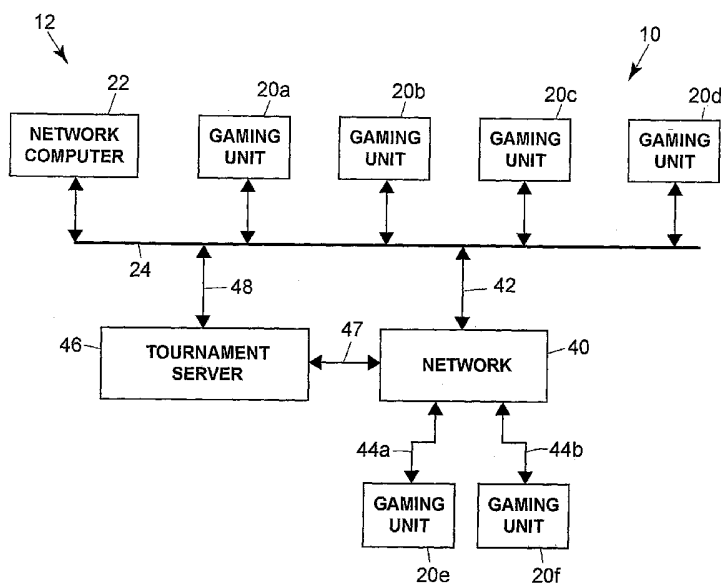 12
10
22
20a
20b
20c
20d
NETWORK
COMPUTER
GAMING
UNIT
GAMING
UNIT
GAMING
UNIT
GAMING
UNIT
24
48
42
46
TOURNAMENT
SERVER
47
NETWORK
40
44a
44b
GAMING
UNIT
GAMING
UNIT
20e
20f